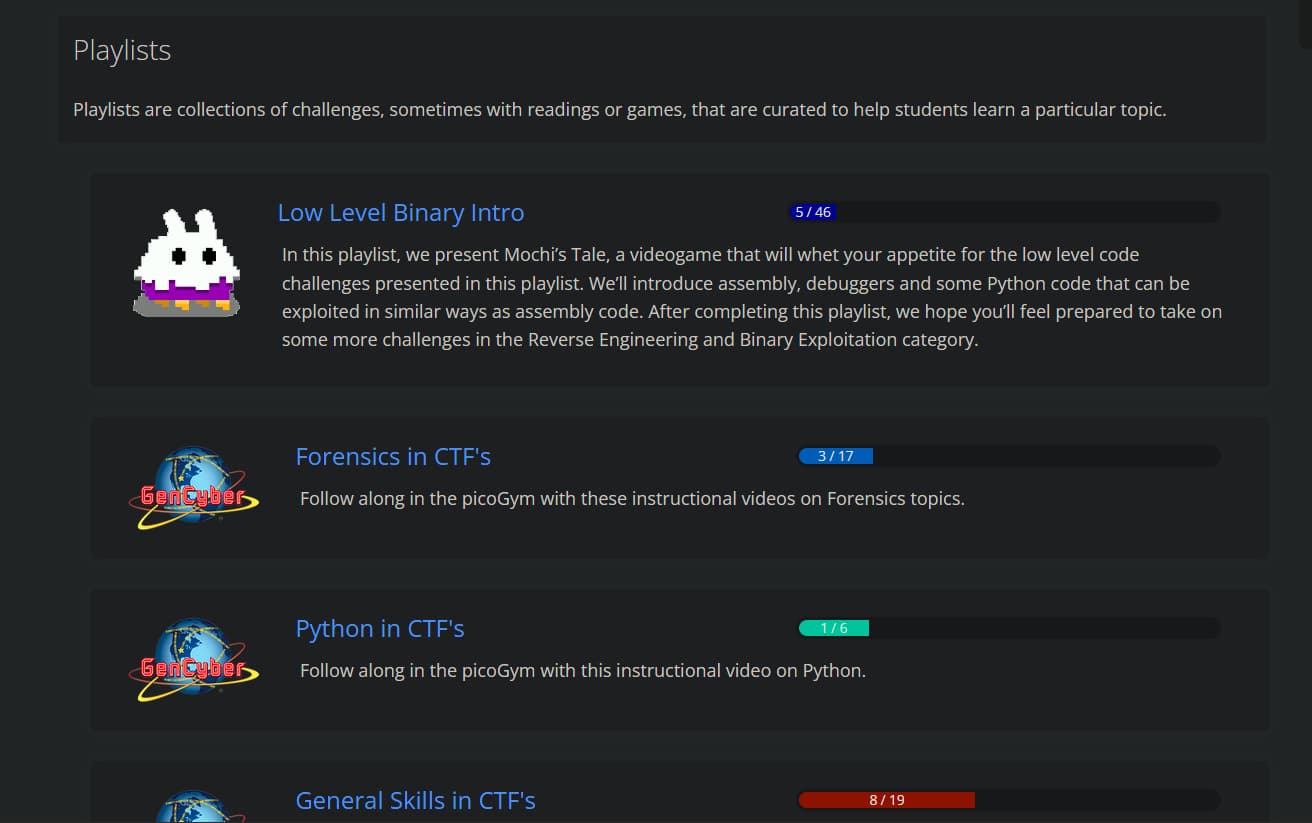 Playlists
Playlists are collections of challenges, sometimes with readings or games, that are curated to help students learn a particular topic.
Low Level Binary Intro
5 / 46
In this playlist, we present Mochi’s Tale, a videogame that will whet your appetite for the low level code
challenges presented in this playlist. We’ll introduce assembly, debuggers and some Python code that can be
exploited in similar ways as assembly code. After completing this playlist, we hope you’ll feel prepared to take on
some more challenges in the Reverse Engineering and Binary Exploitation category.
GenCyber
Forensics in CTF's
3 / 17
Follow along in the picoGym with these instructional videos on Forensics topics.
GenCyber
Python in CTF's
1 / 6
Follow along in the picoGym with this instructional video on Python.
General Skills in CTF's
8 / 19